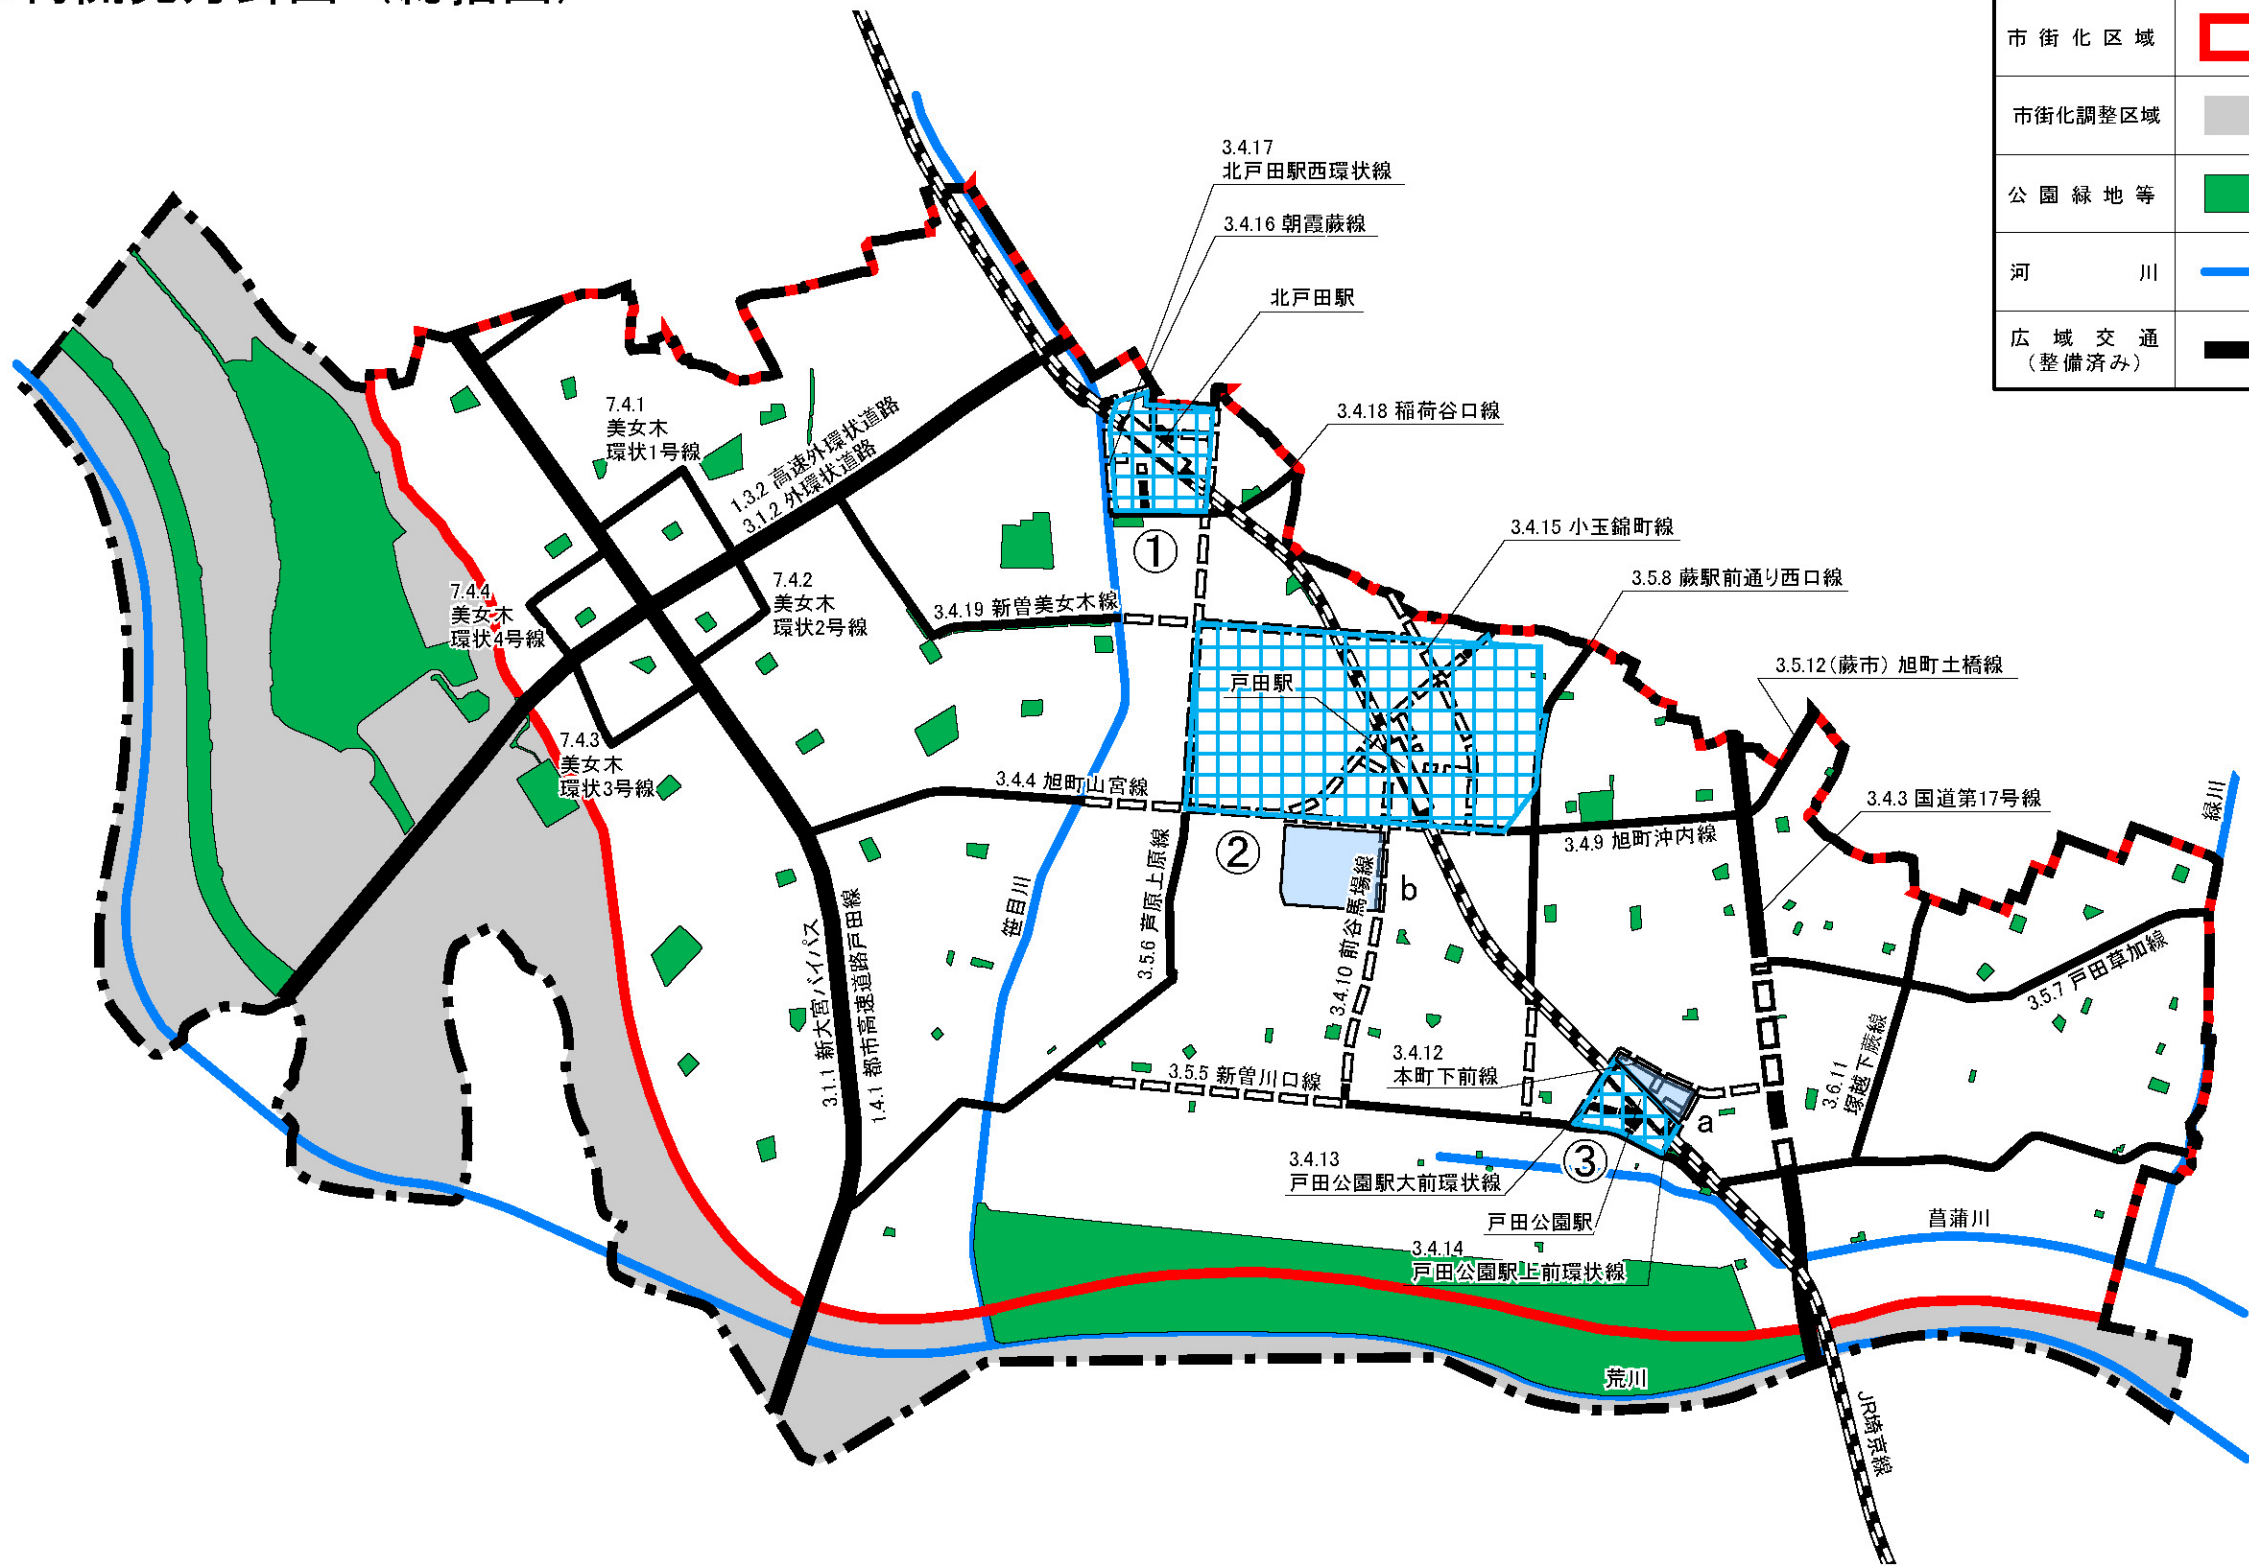 市街化区域
市街化調整区域
公園緑地等
河川
広域交通
（整備済み）
3.4.17
北戸田駅西環状線
3.4.16 朝霞蕨線
北戸田駅
3.4.18 稲荷谷口線
3.4.15 小玉錦町線
3.5.8 蕨駅前通り西口線
3.5.12（蕨市）旭町土橋線
3.4.3 国道第17号線
7.4.1
美女木
環状1号線
1.3.2 高速外環状道路
3.1.2 外環状道路
7.4.4
美女木
環状4号線
7.4.2
美女木
環状2号線
3.4.19 新曽美女木線
①
戸田駅
7.4.3
美女木
環状3号線
3.4.4 旭町山宮線
3.4.9 旭町沖内線
緑川
②
b
3.1.1 新大宮バイパス
1.4.1 都市高速道路戸田線
笹目川
3.5.6 芦原上原線
3.4.10 前谷馬場線
3.5.7 戸田草加線
3.6.11
塚越下蕨線
3.5.5 新曽川口線
3.4.12
本町下前線
a
③
3.4.13
戸田公園駅大前環状線
戸田公園駅
3.4.14
戸田公園駅上前環状線
菖蒲川
荒川
JR埼京線